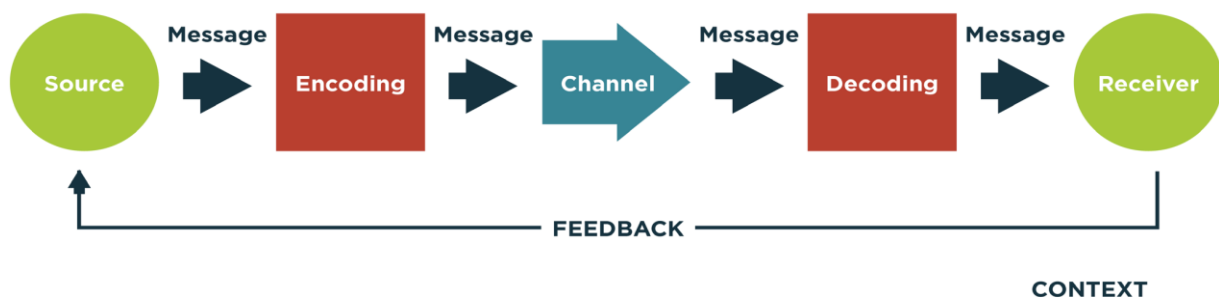 Message Message Message Message
Source Encoding Channel Decoding Receiver
FEEDBACK
CONTEXT